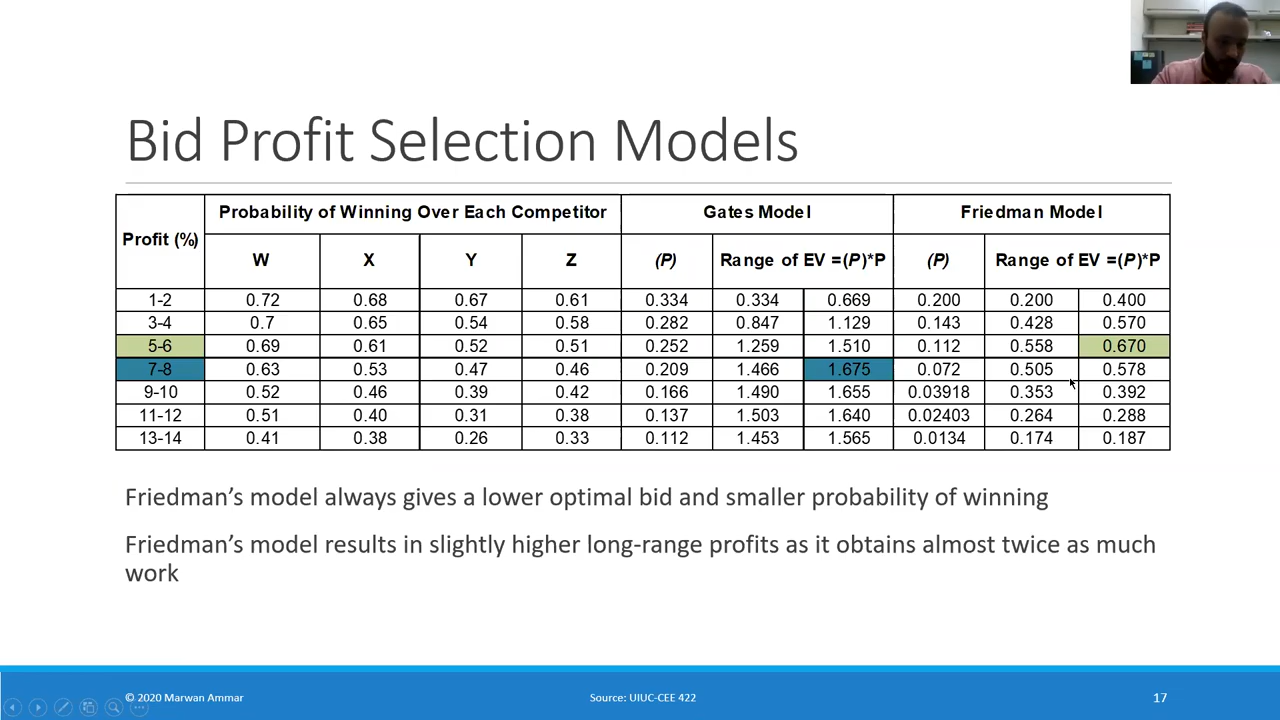 Bid Profit Selection Models
Profit (%) Probability of Winning Over Each Competitor Gates Model Friedman Model
W X Y Z (P) Range of EV =(P)*P (P) Range of EV =(P)*P
1-2 0.72 0.68 0.67 0.61 0.334 0.334 0.669 0.200 0.200 0.400
3-4 0.7 0.65 0.54 0.58 0.282 0.847 1.129 0.143 0.428 0.570
5-6 0.69 0.61 0.52 0.51 0.252 1.259 1.510 0.112 0.558 0.670
7-8 0.63 0.53 0.47 0.46 0.209 1.466 1.675 0.072 0.505 0.578
9-10 0.52 0.46 0.39 0.42 0.166 1.490 1.655 0.03918 0.353 0.392
11-12 0.51 0.40 0.31 0.38 0.137 1.503 1.640 0.02403 0.264 0.288
13-14 0.41 0.38 0.26 0.33 0.112 1.453 1.565 0.0134 0.174 0.187
Friedman’s model always gives a lower optimal bid and smaller probability of winning
Friedman’s model results in slightly higher long-range profits as it obtains almost twice as much
work
© 2020 Marwan Ammar Source: UIUC-CEE 422 17